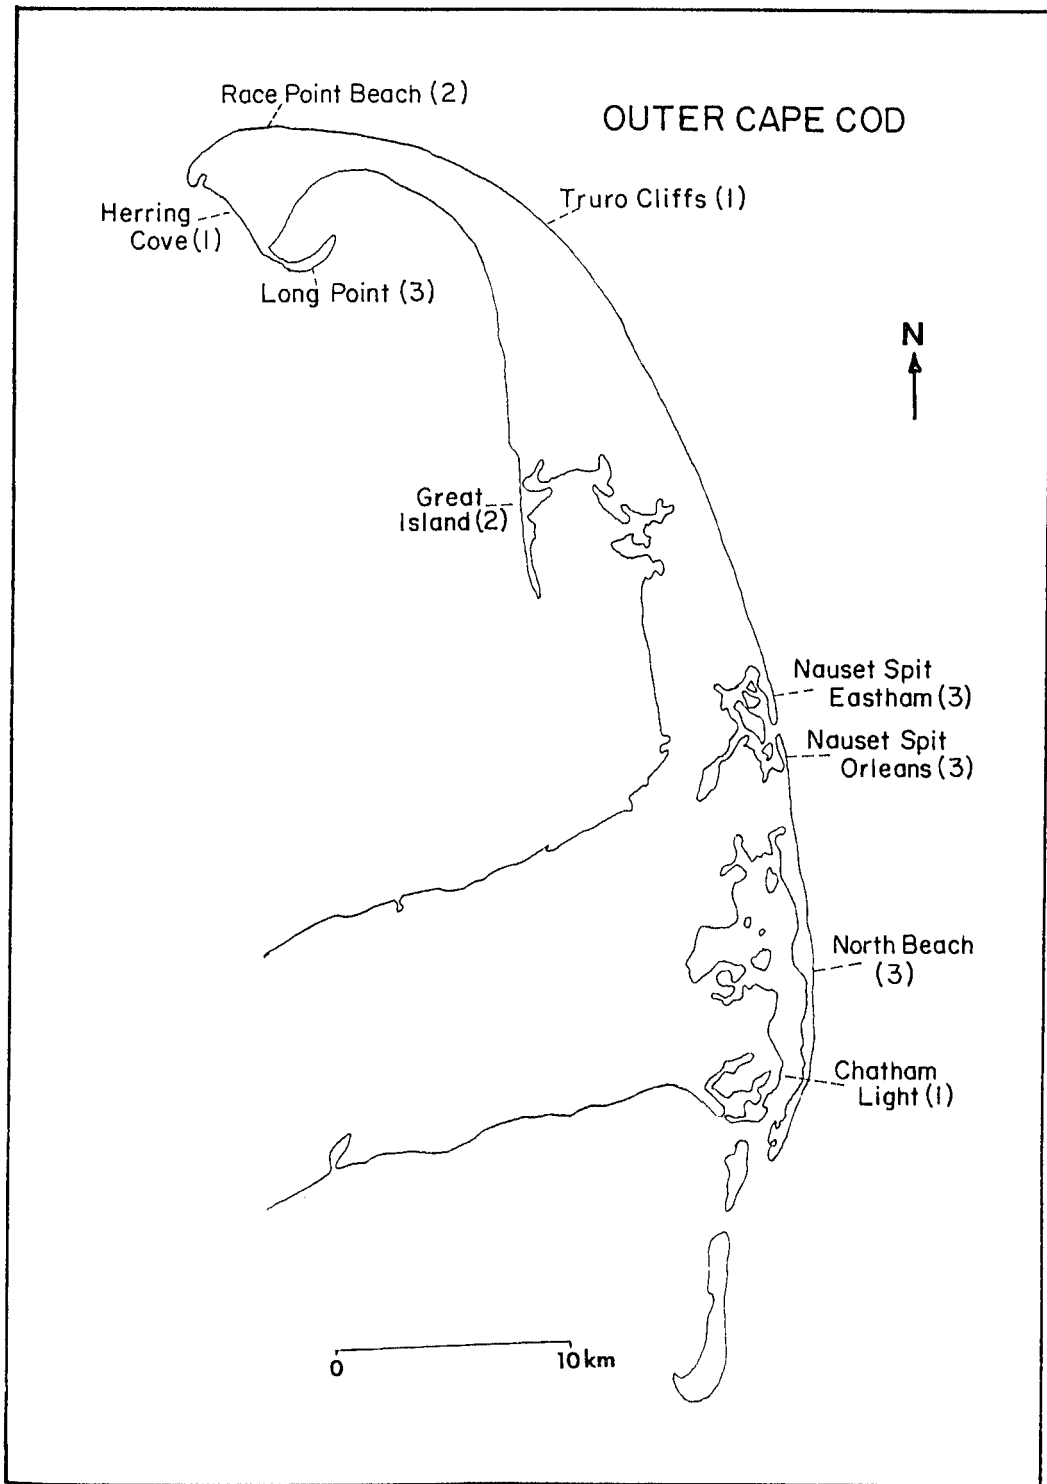 Race Point Beach (2)
OUTER CAPE COD
Truro Cliffs (1)
Herring
Cove (1)
Long Point (3)
N
Great
Island (2)
Nauset Spit
Eastham (3)
Nauset Spit
Orleans (3)
North Beach
(3)
Chatham
Light (1)
0
10 km